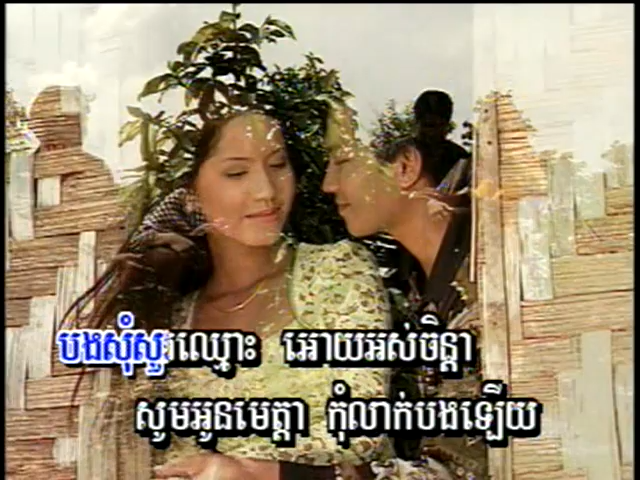 បងសុំសួរឈ្មោះ អោយអស់ចិន្តា
សូមអូនមេត្តា កុំលាក់បងឡើយ